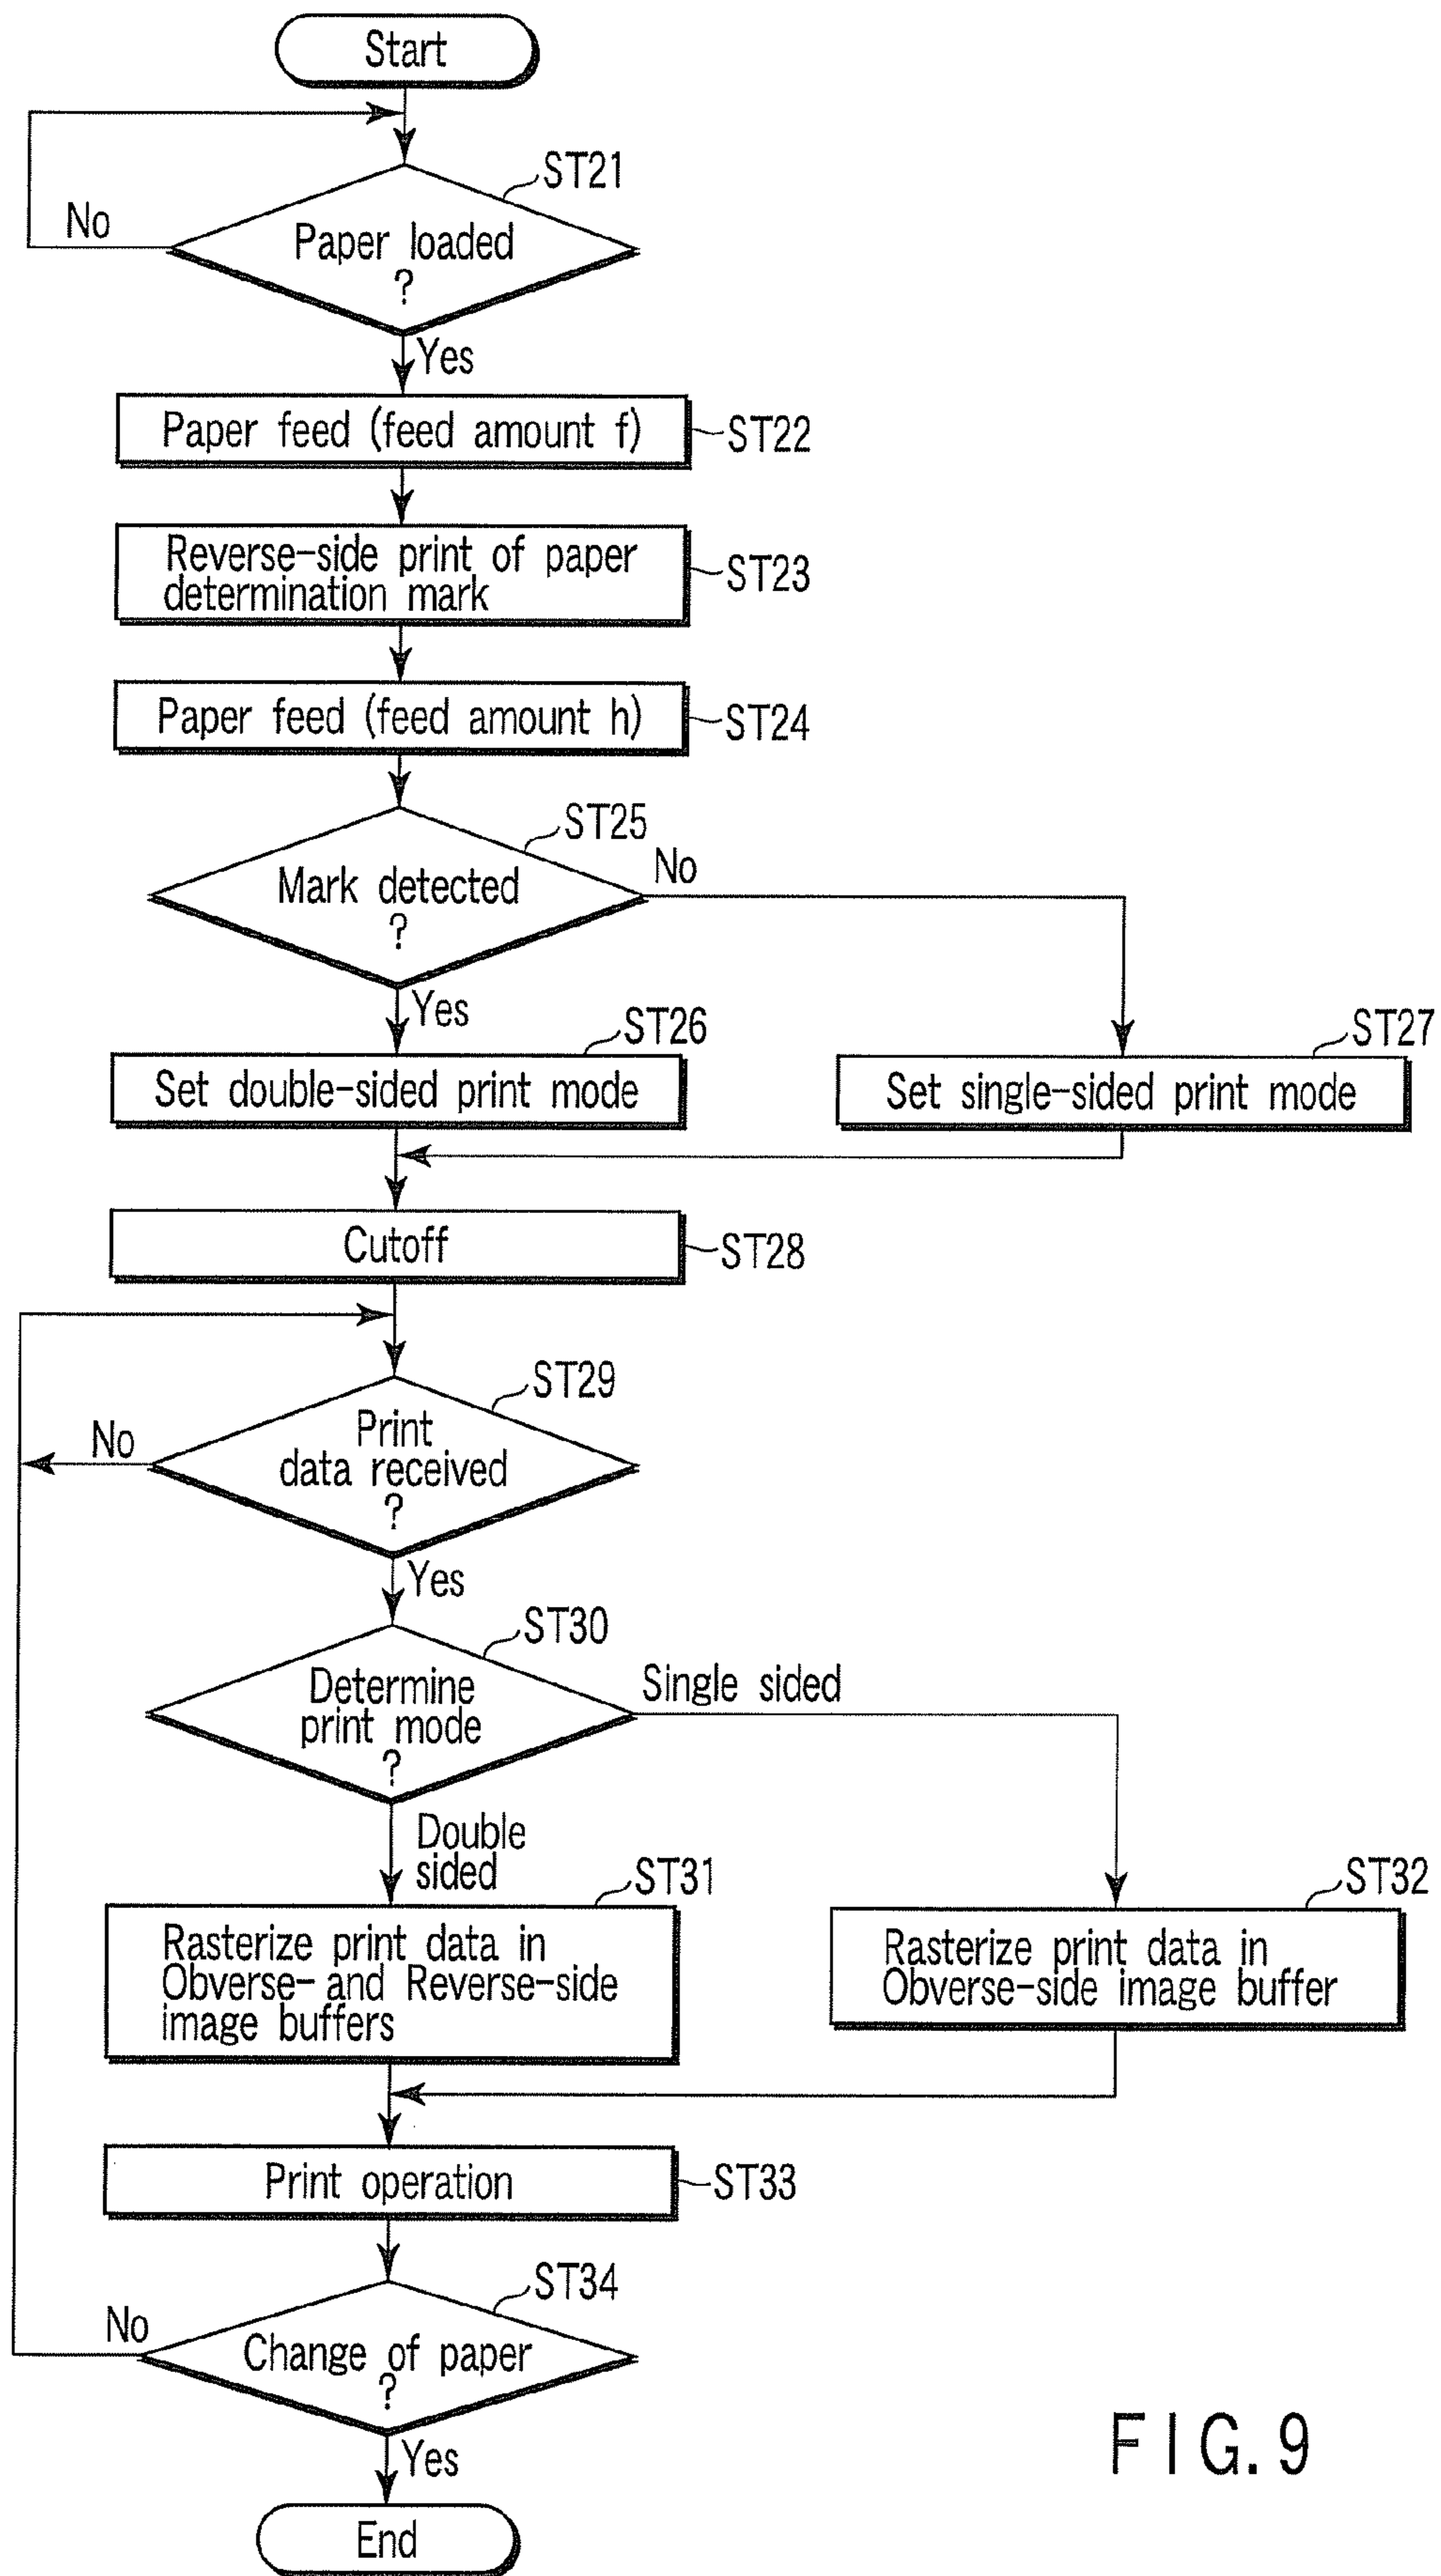 Start
ST21
No
Paper loaded
?
Yes
Paper feed (feed amount f)
ST22
Reverse-side print of paper
determination mark
ST23
Paper feed (feed amount h)
ST24
ST25
Mark detected
?
No
Yes
ST26
ST27
Set double-sided print mode
Set single-sided print mode
Cutoff
ST28
ST29
No
Print
data received
?
Yes
ST30
Determine
print mode
?
Single sided
Double
sided
ST31
ST32
Rasterize print data in
Obverse- and Reverse-side
image buffers
Rasterize print data in
Obverse-side image buffer
Print operation
ST33
ST34
No
Change of paper
?
Yes
End
FIG. 9